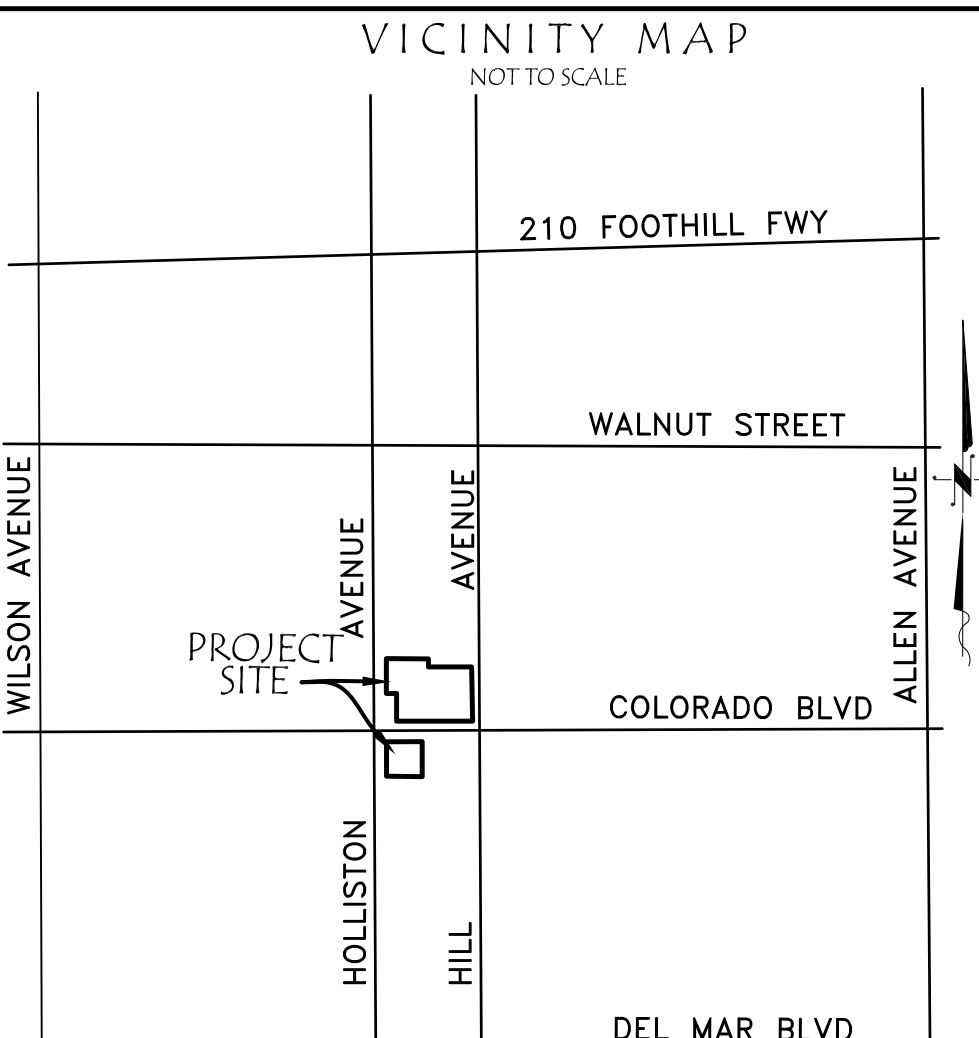 VICINITY MAP
NOT TO SCALE
210 FOOTHILL FWY
WALNUT STREET
WILSON AVENUE
HOLLISTON AVENUE
HILL AVENUE
ALLEN AVENUE
N
PROJECT
SITE
COLORADO BLVD
DEL MAR BLVD